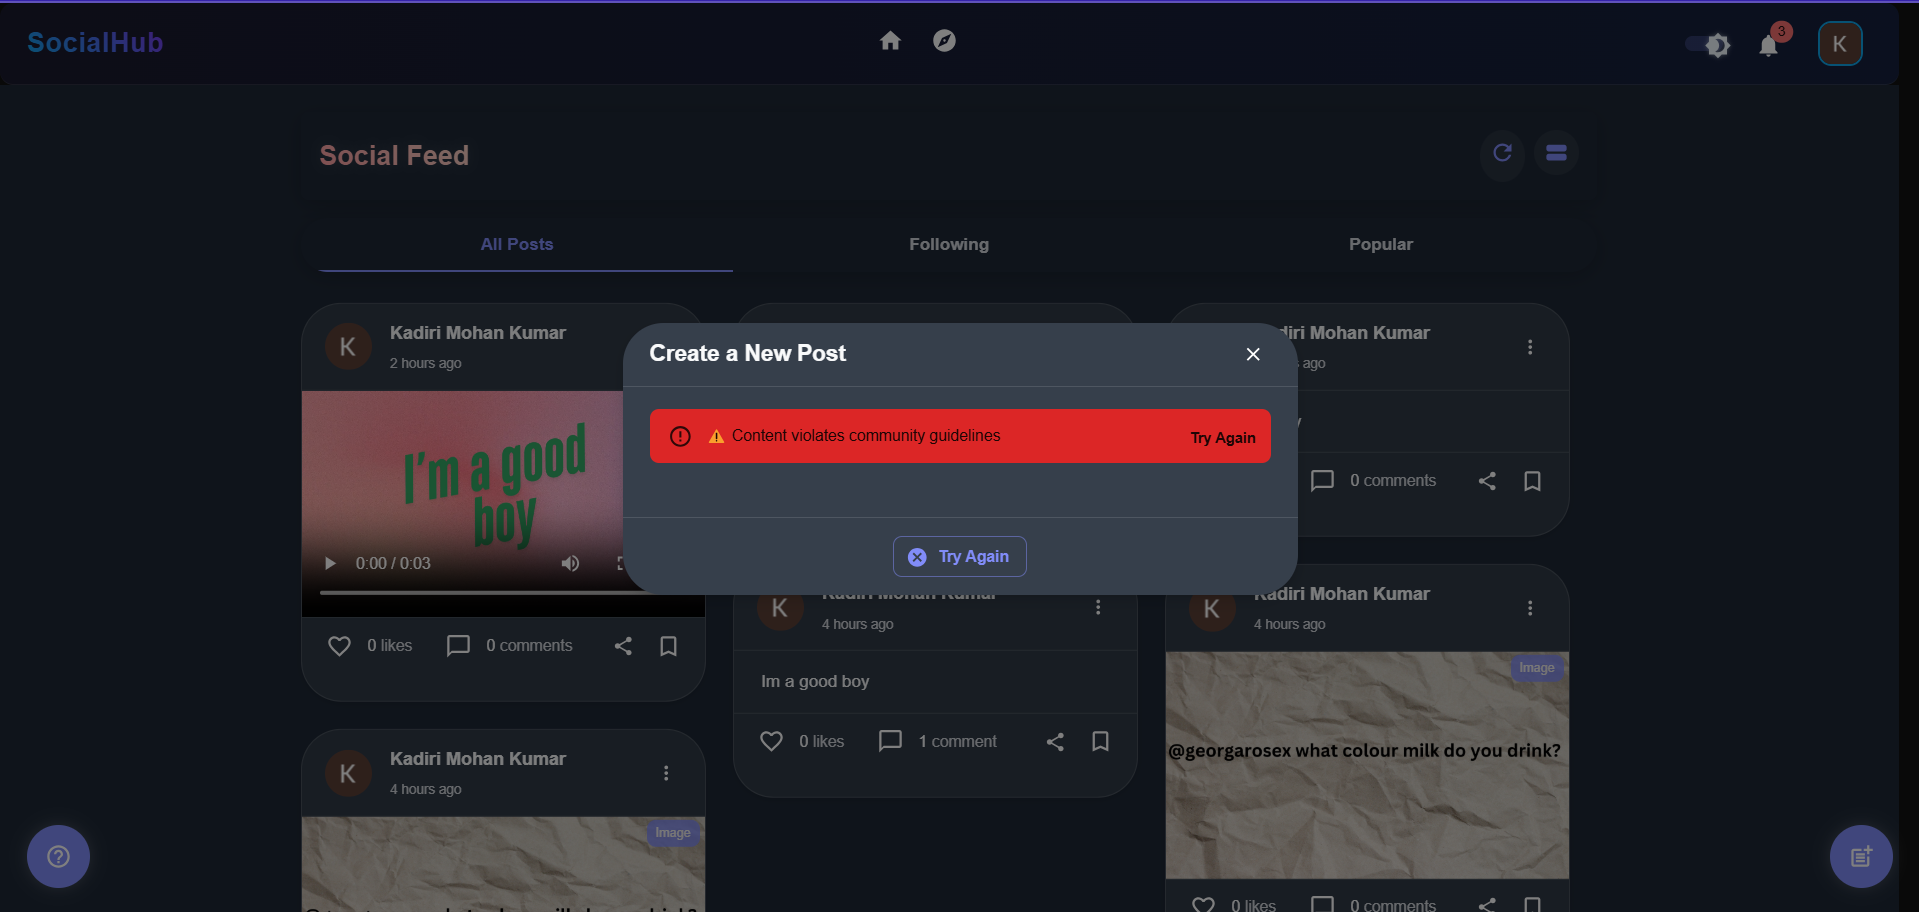 SocialHub
3
K
Social Feed
All Posts
Following
Popular
K
Kadiri Mohan Kumar
2 hours ago
I'm a good
boy
0:00 / 0:03
0 likes
0 comments
Create a New Post
⚠ Content violates community guidelines
Try Again
Try Again
diri Mohan Kumar
ago
0 comments
K
Kadiri Mohan Kumar
4 hours ago
Im a good boy
0 likes
1 comment
K
Kadiri Mohan Kumar
4 hours ago
Image
@georgarosex what colour milk do you drink?
0 likes
0 comments
K
Kadiri Mohan Kumar
4 hours ago
Image